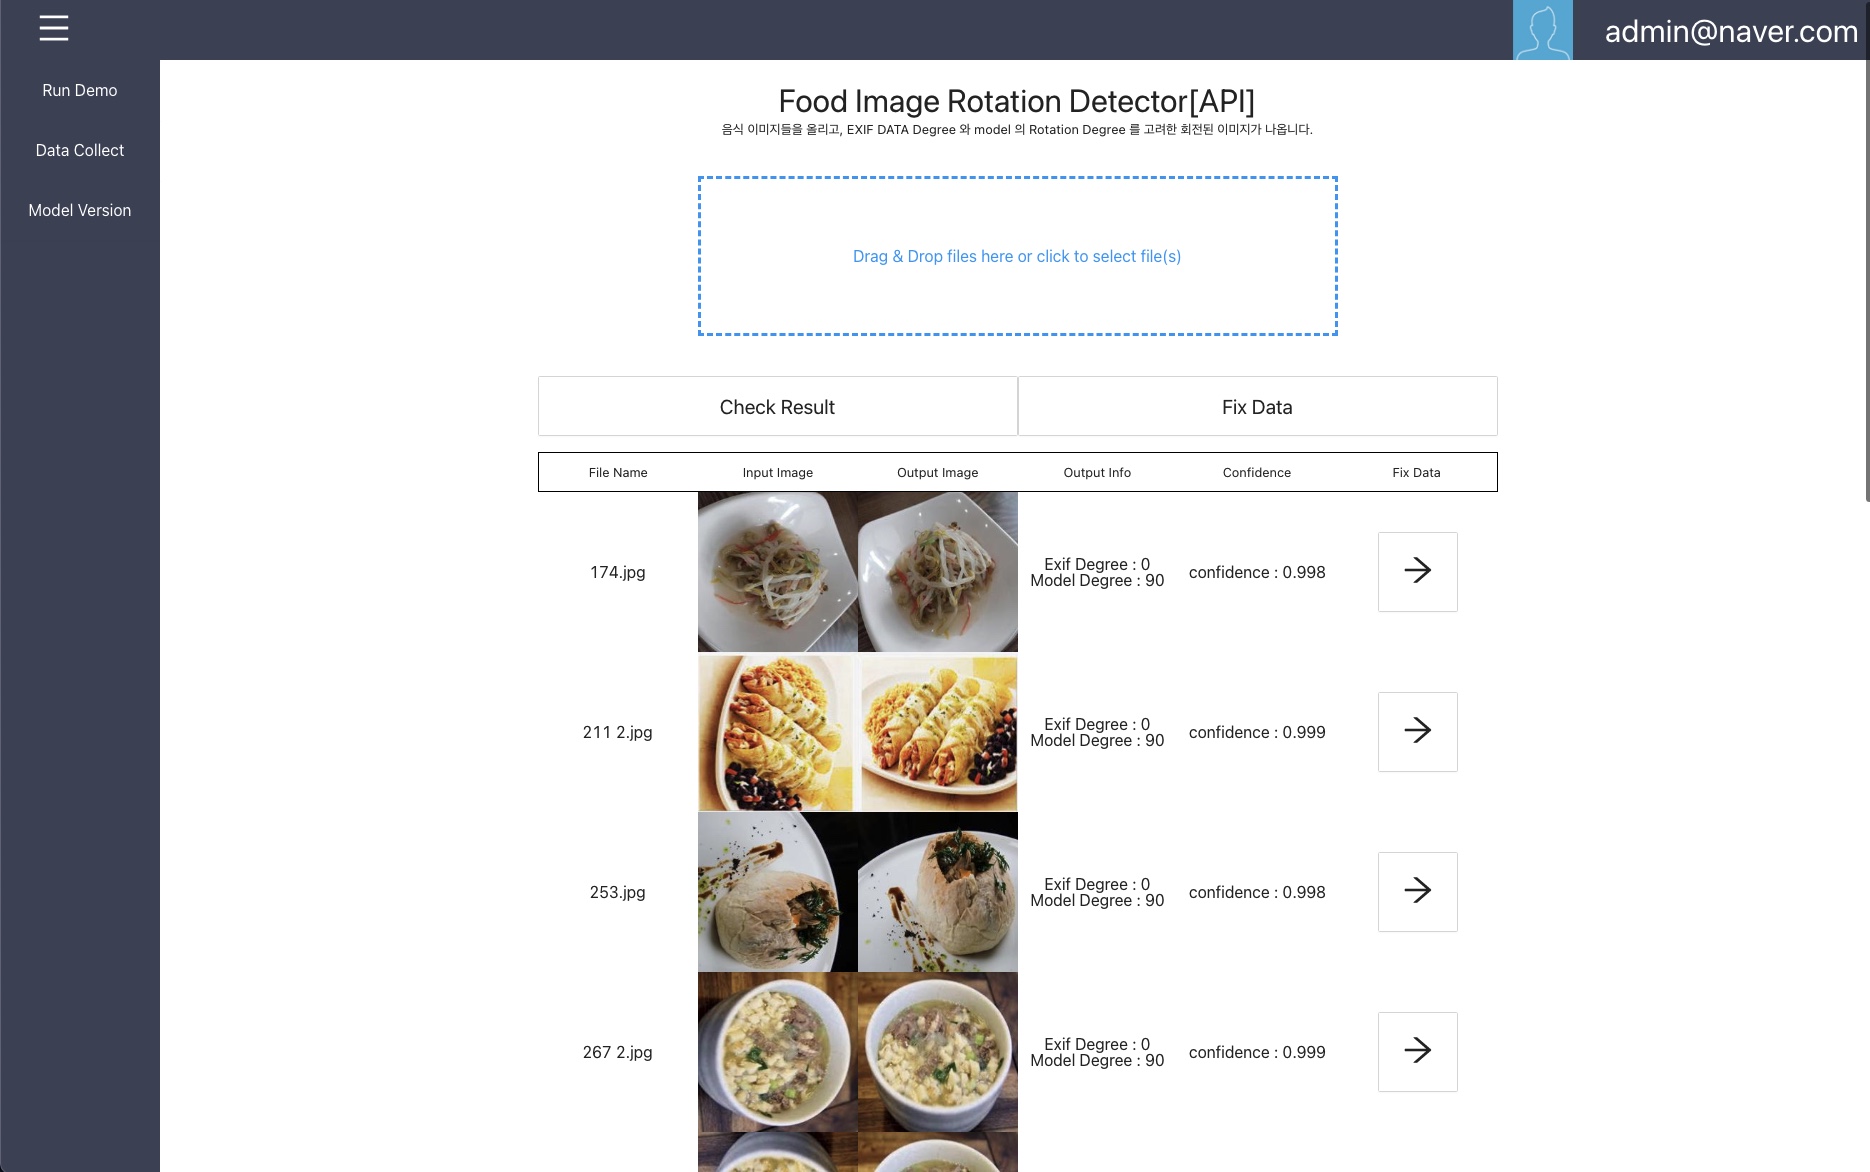 admin@naver.com
Run Demo
Data Collect
Model Version
Food Image Rotation Detector[API]
음식 이미지들을 올리고, EXIF DATA Degree 와 model 의 Rotation Degree 를 고려한 회전된 이미지가 나옵니다.
Drag & Drop files here or click to select file(s)
Check Result
Fix Data
File Name Input Image Output Image Output Info Confidence Fix Data
174.jpg
Exif Degree : 0
Model Degree : 90
confidence : 0.998
211 2.jpg
Exif Degree : 0
Model Degree : 90
confidence : 0.999
253.jpg
Exif Degree : 0
Model Degree : 90
confidence : 0.998
267 2.jpg
Exif Degree : 0
Model Degree : 90
confidence : 0.999